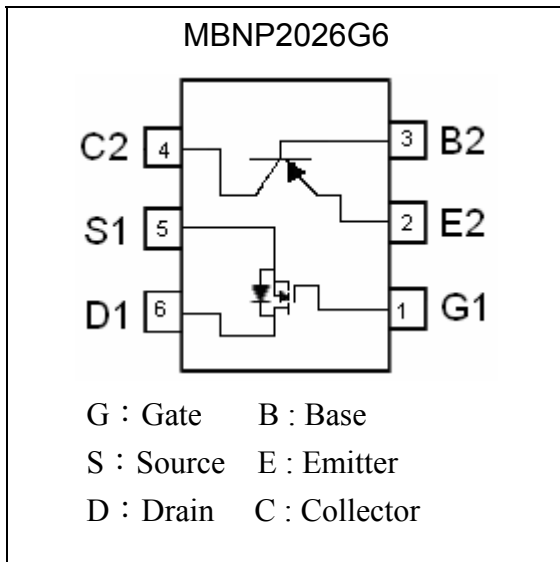 MBNP2026G6
C2 4 3 B2
S1 5 2 E2
D1 6 1 G1
G：Gate B : Base
S：Source E : Emitter
D：Drain C : Collector